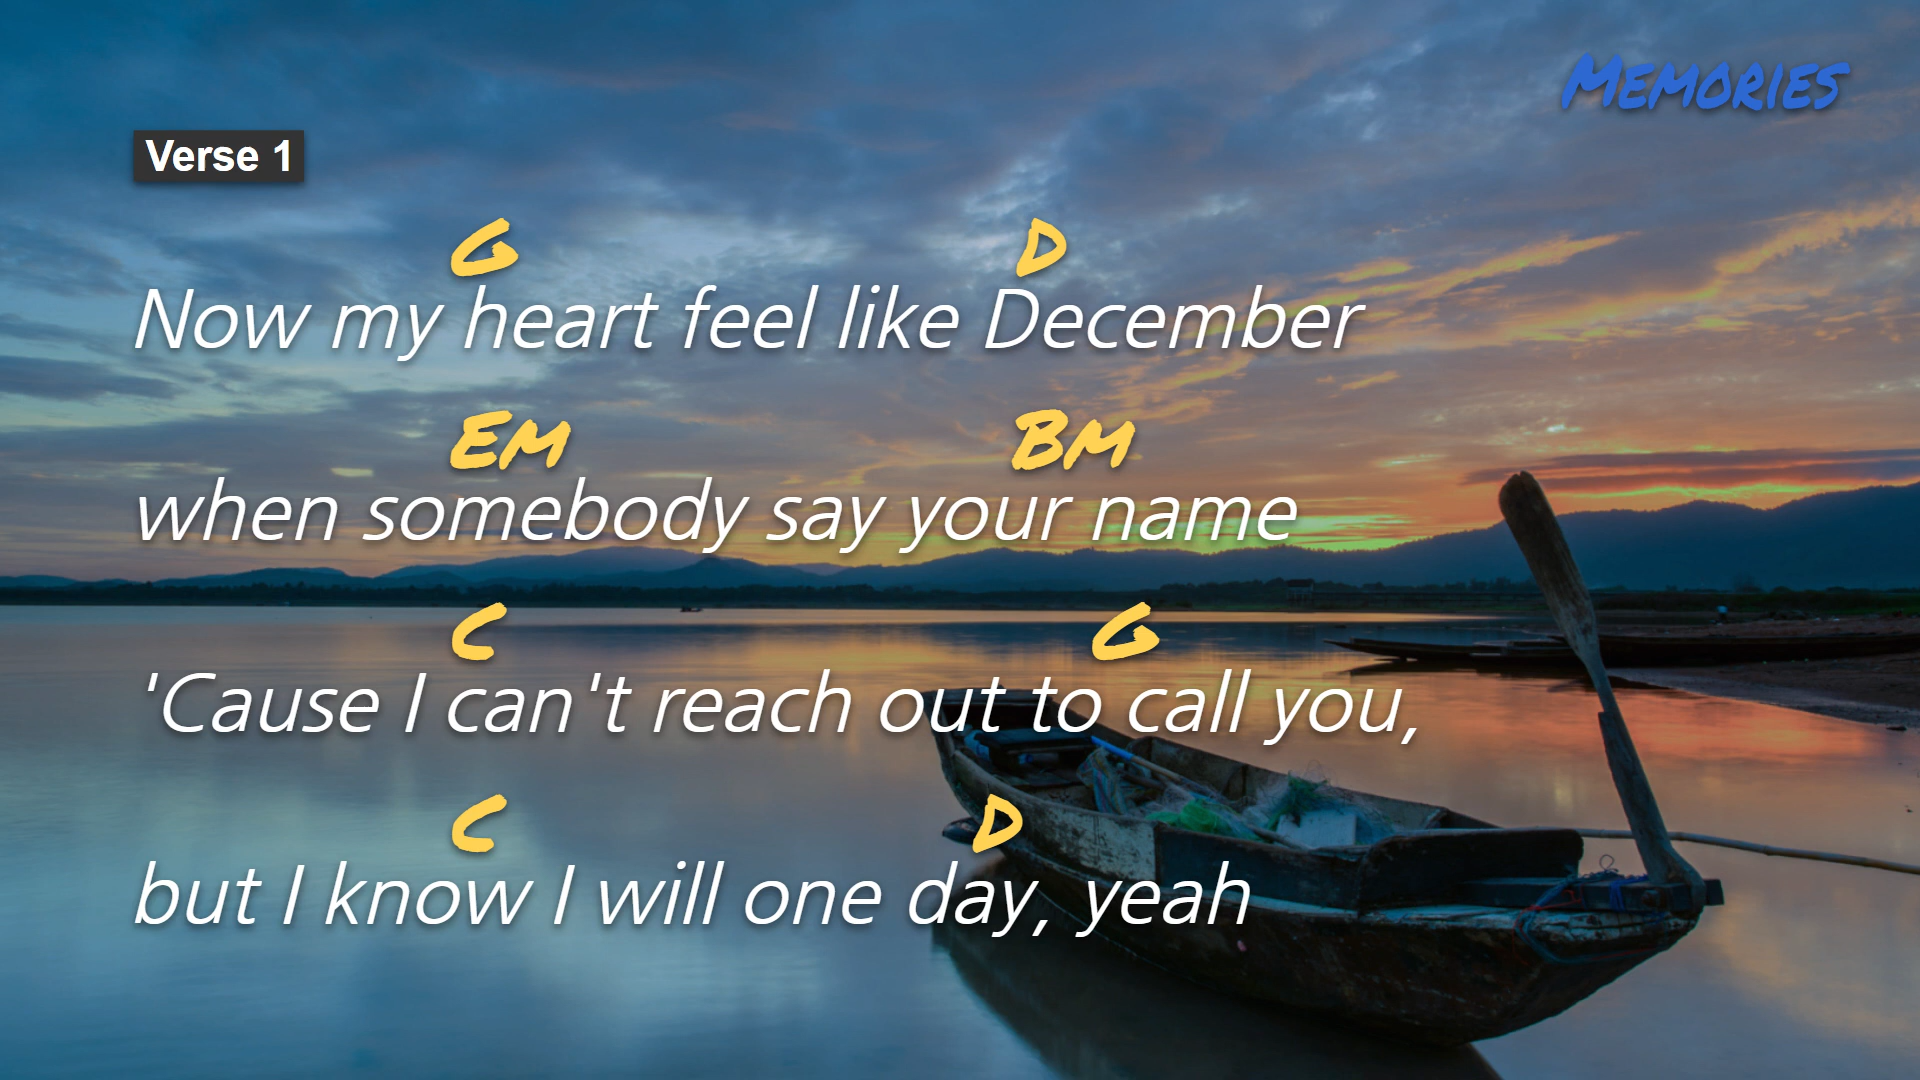 Memories
Verse 1
G D
Now my heart feel like December
Em Bm
when somebody say your name
C G
'Cause I can't reach out to call you,
C D
but I know I will one day, yeah